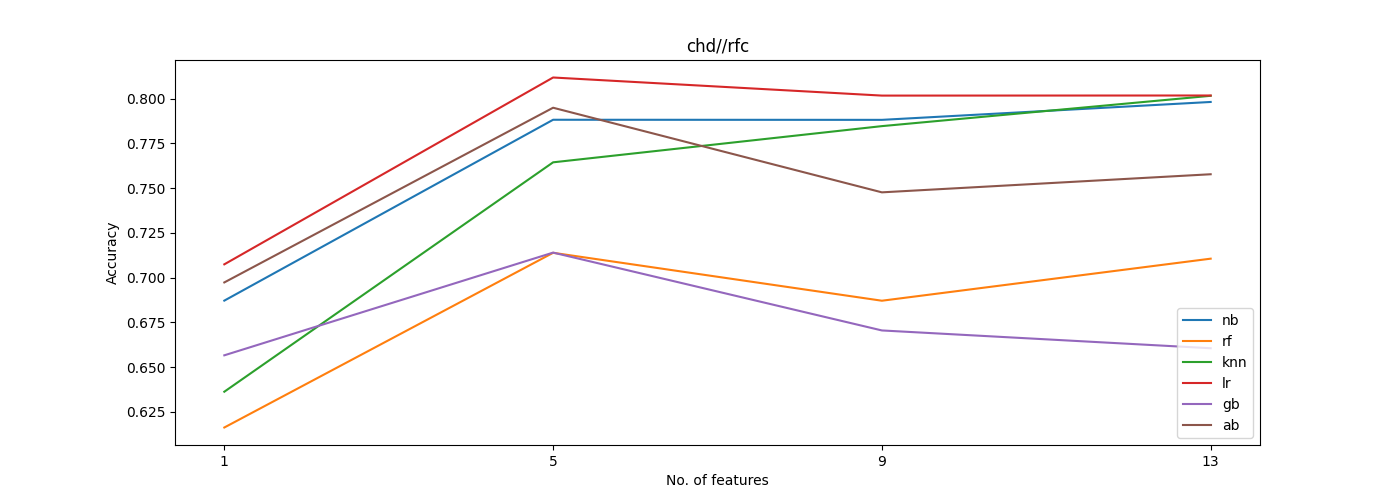 chd//rfc
Accuracy
0.800
0.775
0.750
0.725
0.700
0.675
0.650
0.625
1 5 9 13
No. of features
nb
rf
knn
lr
gb
ab